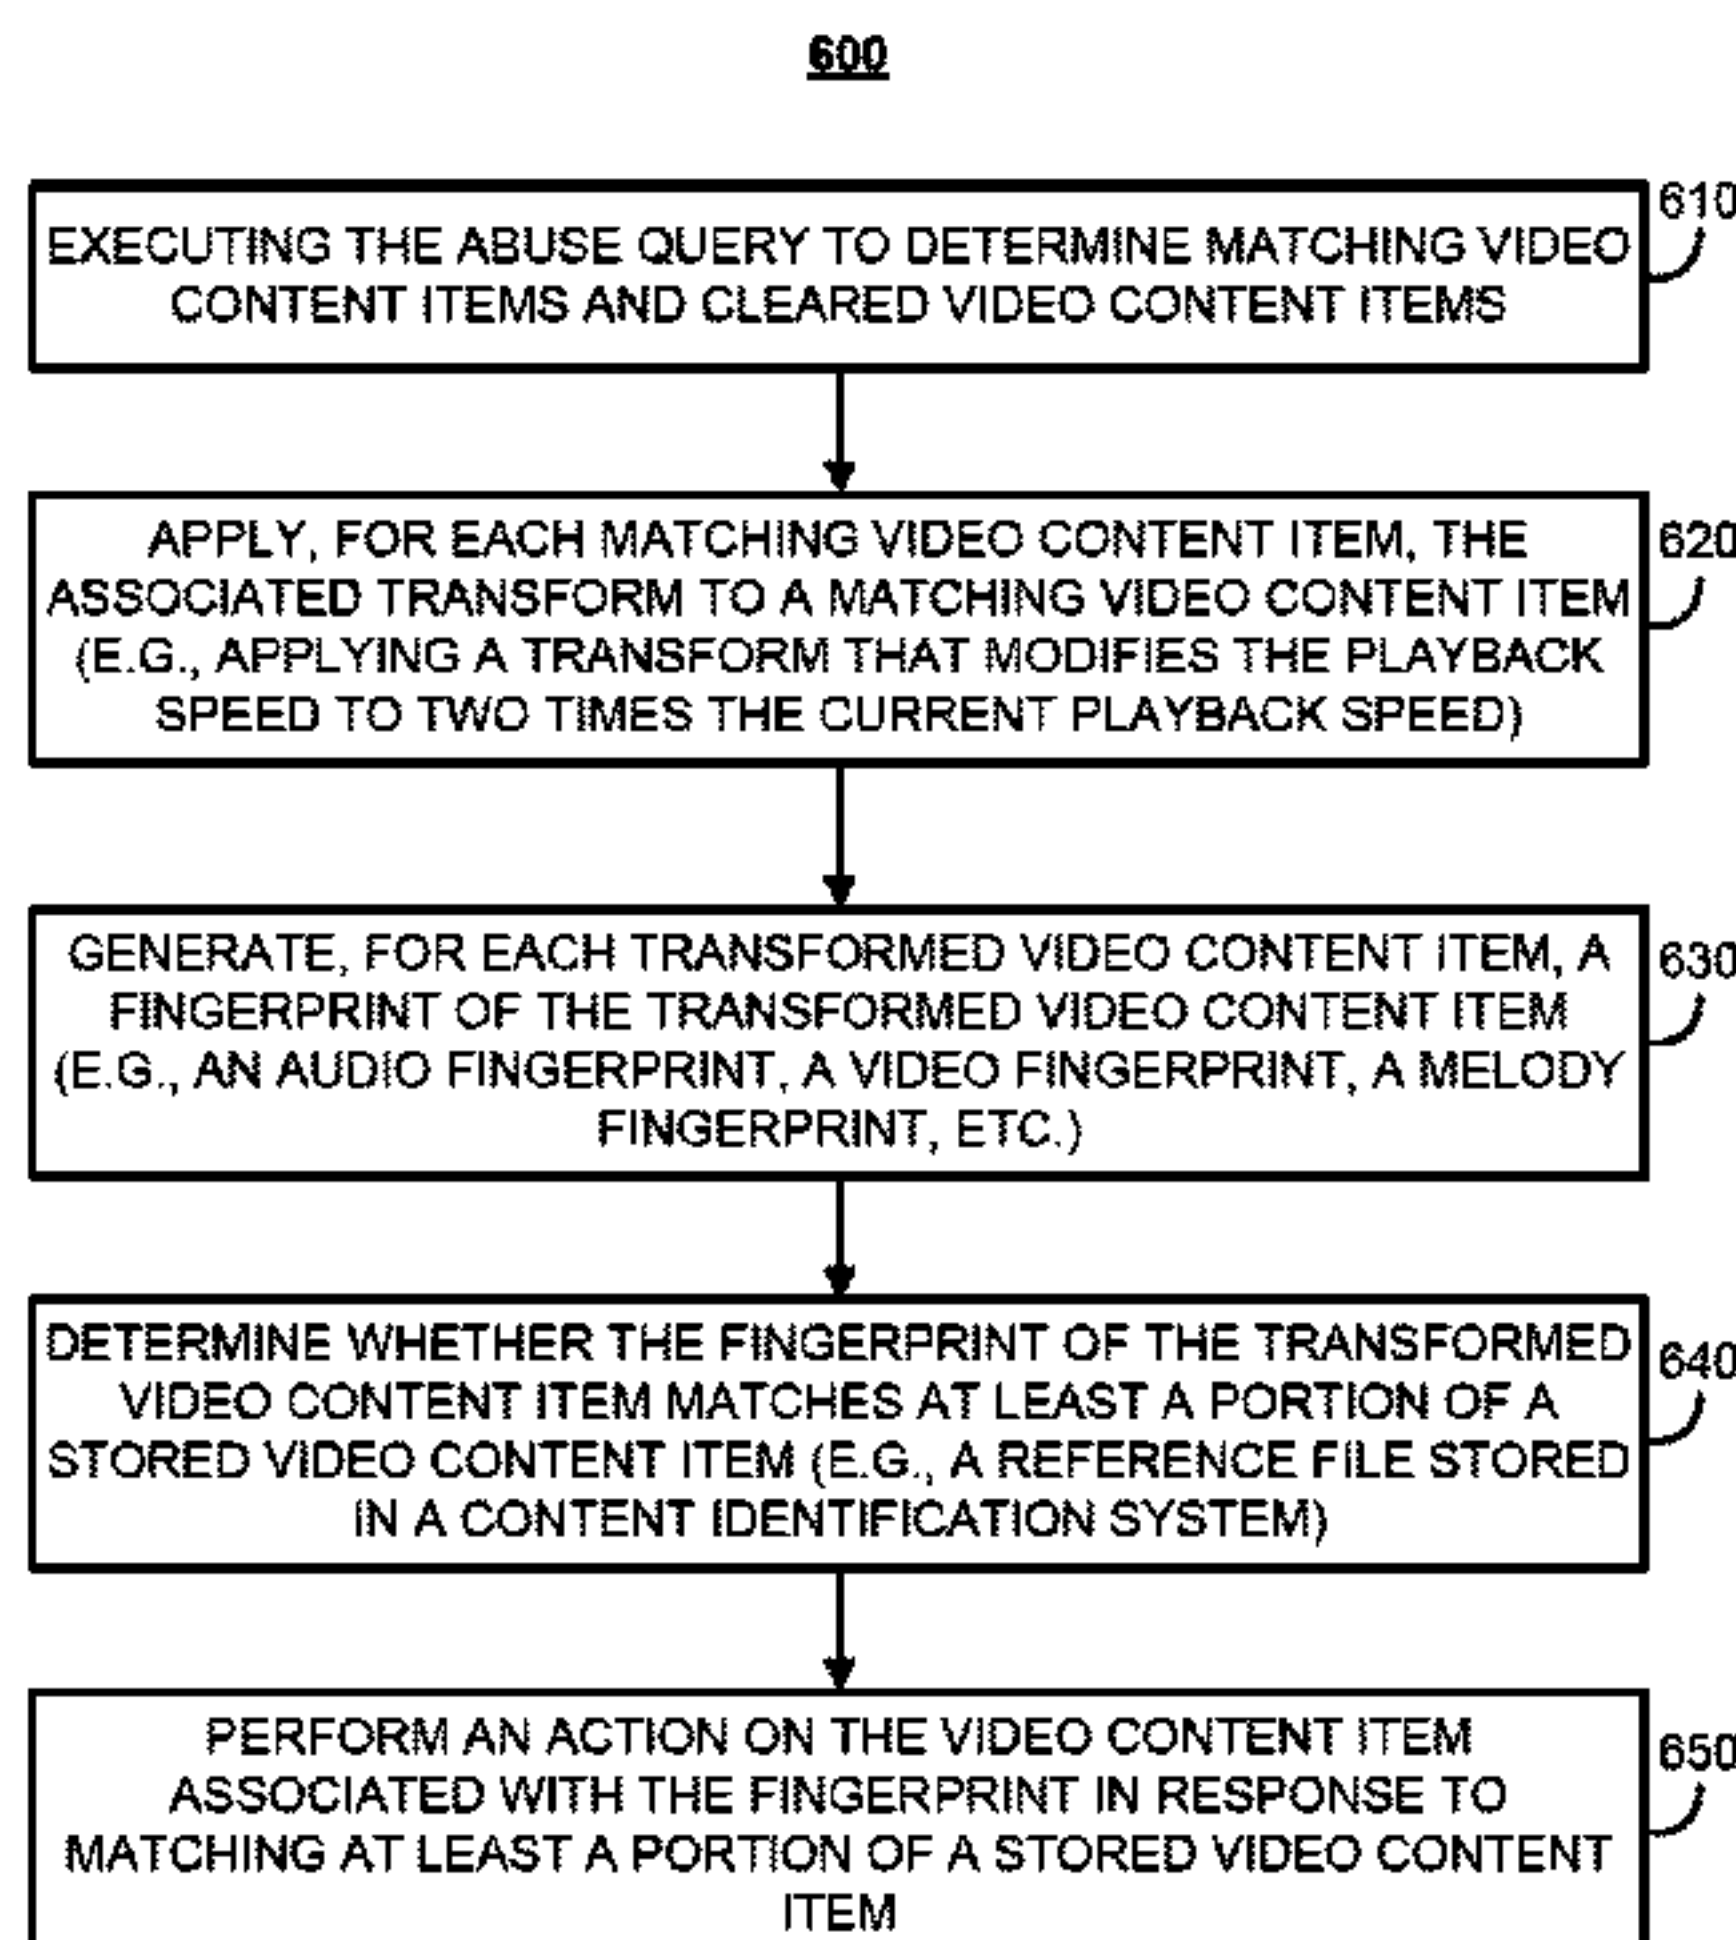 600
EXECUTING THE ABUSE QUERY TO DETERMINE MATCHING VIDEO
CONTENT ITEMS AND CLEARED VIDEO CONTENT ITEMS
610
APPLY, FOR EACH MATCHING VIDEO CONTENT ITEM, THE
ASSOCIATED TRANSFORM TO A MATCHING VIDEO CONTENT ITEM
(E.G., APPLYING A TRANSFORM THAT MODIFIES THE PLAYBACK
SPEED TO TWO TIMES THE CURRENT PLAYBACK SPEED)
620
GENERATE, FOR EACH TRANSFORMED VIDEO CONTENT ITEM, A
FINGERPRINT OF THE TRANSFORMED VIDEO CONTENT ITEM
(E.G., AN AUDIO FINGERPRINT, A VIDEO FINGERPRINT, A MELODY
FINGERPRINT, ETC.)
630
DETERMINE WHETHER THE FINGERPRINT OF THE TRANSFORMED
VIDEO CONTENT ITEM MATCHES AT LEAST A PORTION OF A
STORED VIDEO CONTENT ITEM (E.G., A REFERENCE FILE STORED
IN A CONTENT IDENTIFICATION SYSTEM)
640
PERFORM AN ACTION ON THE VIDEO CONTENT ITEM
ASSOCIATED WITH THE FINGERPRINT IN RESPONSE TO
MATCHING AT LEAST A PORTION OF A STORED VIDEO CONTENT
ITEM
650